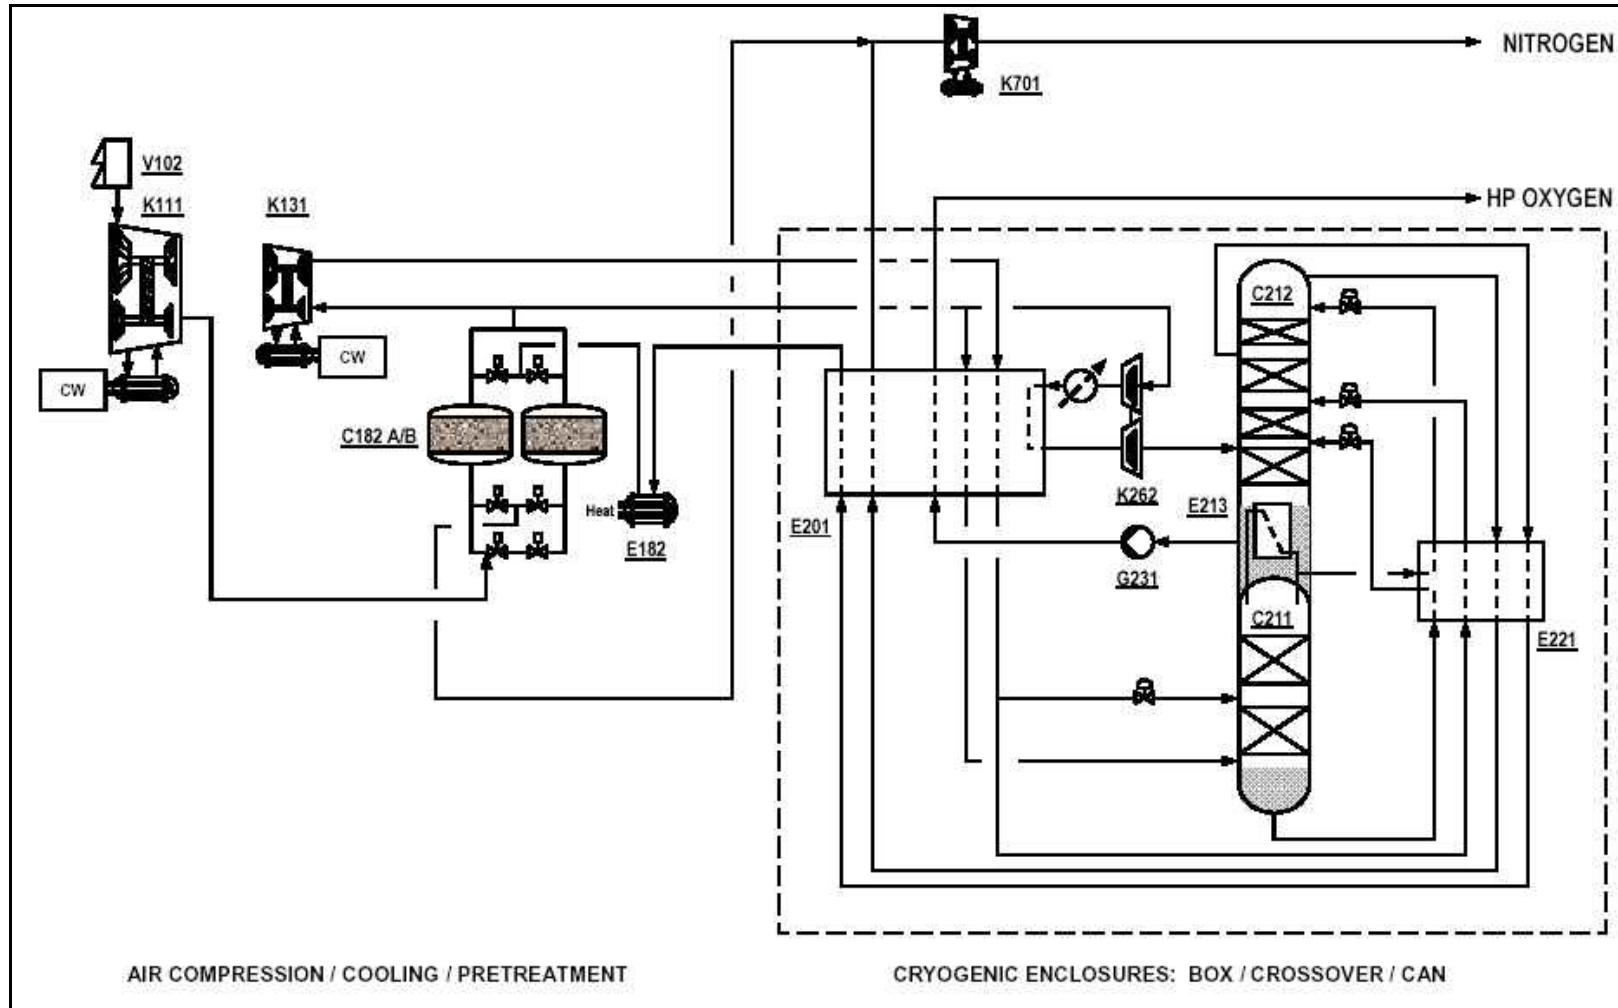 NITROGEN
K701
V102
K111
K131
HP OXYGEN
C212
CW
CW
C182 A/B
K262
E213
Heat
E201
E182
G231
C211
E221
AIR COMPRESSION / COOLING / PRETREATMENT
CRYOGENIC ENCLOSURES: BOX / CROSSOVER / CAN